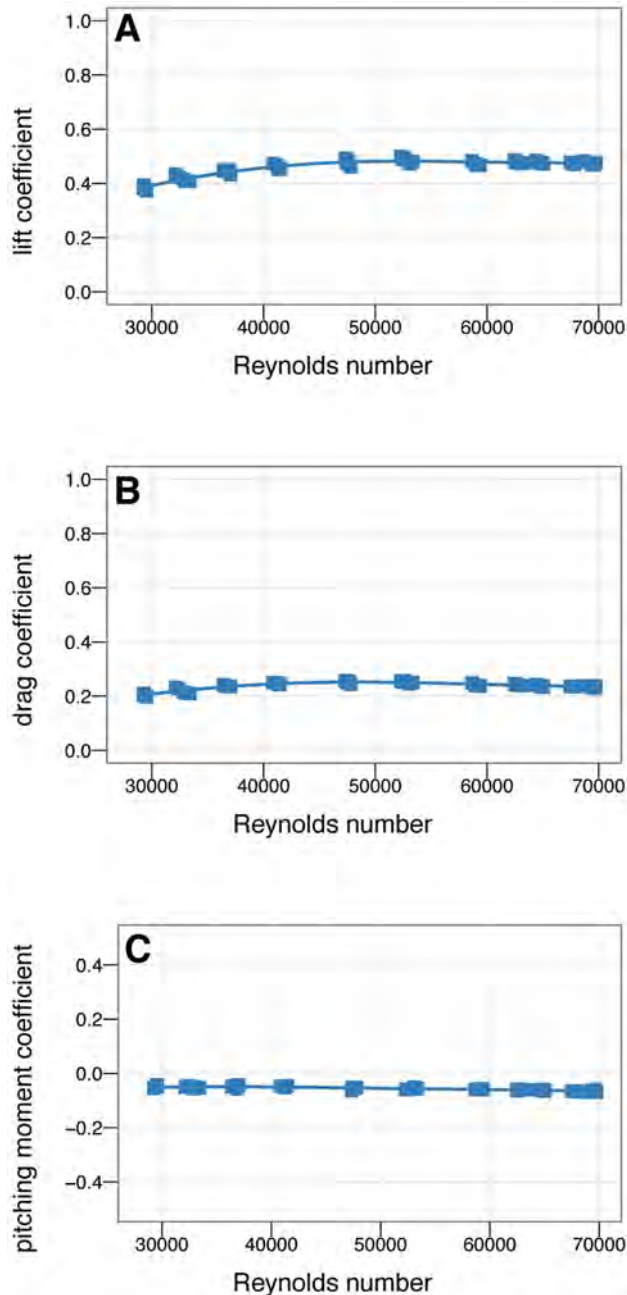 A
1.0
0.8
0.6
0.4
0.2
0.0
lift coefficient
30000 40000 50000 60000 70000
Reynolds number
B
1.0
0.8
0.6
0.4
0.2
0.0
drag coefficient
30000 40000 50000 60000 70000
Reynolds number
C
0.4
0.2
0.0
−0.2
−0.4
pitching moment coefficient
30000 40000 50000 60000 70000
Reynolds number